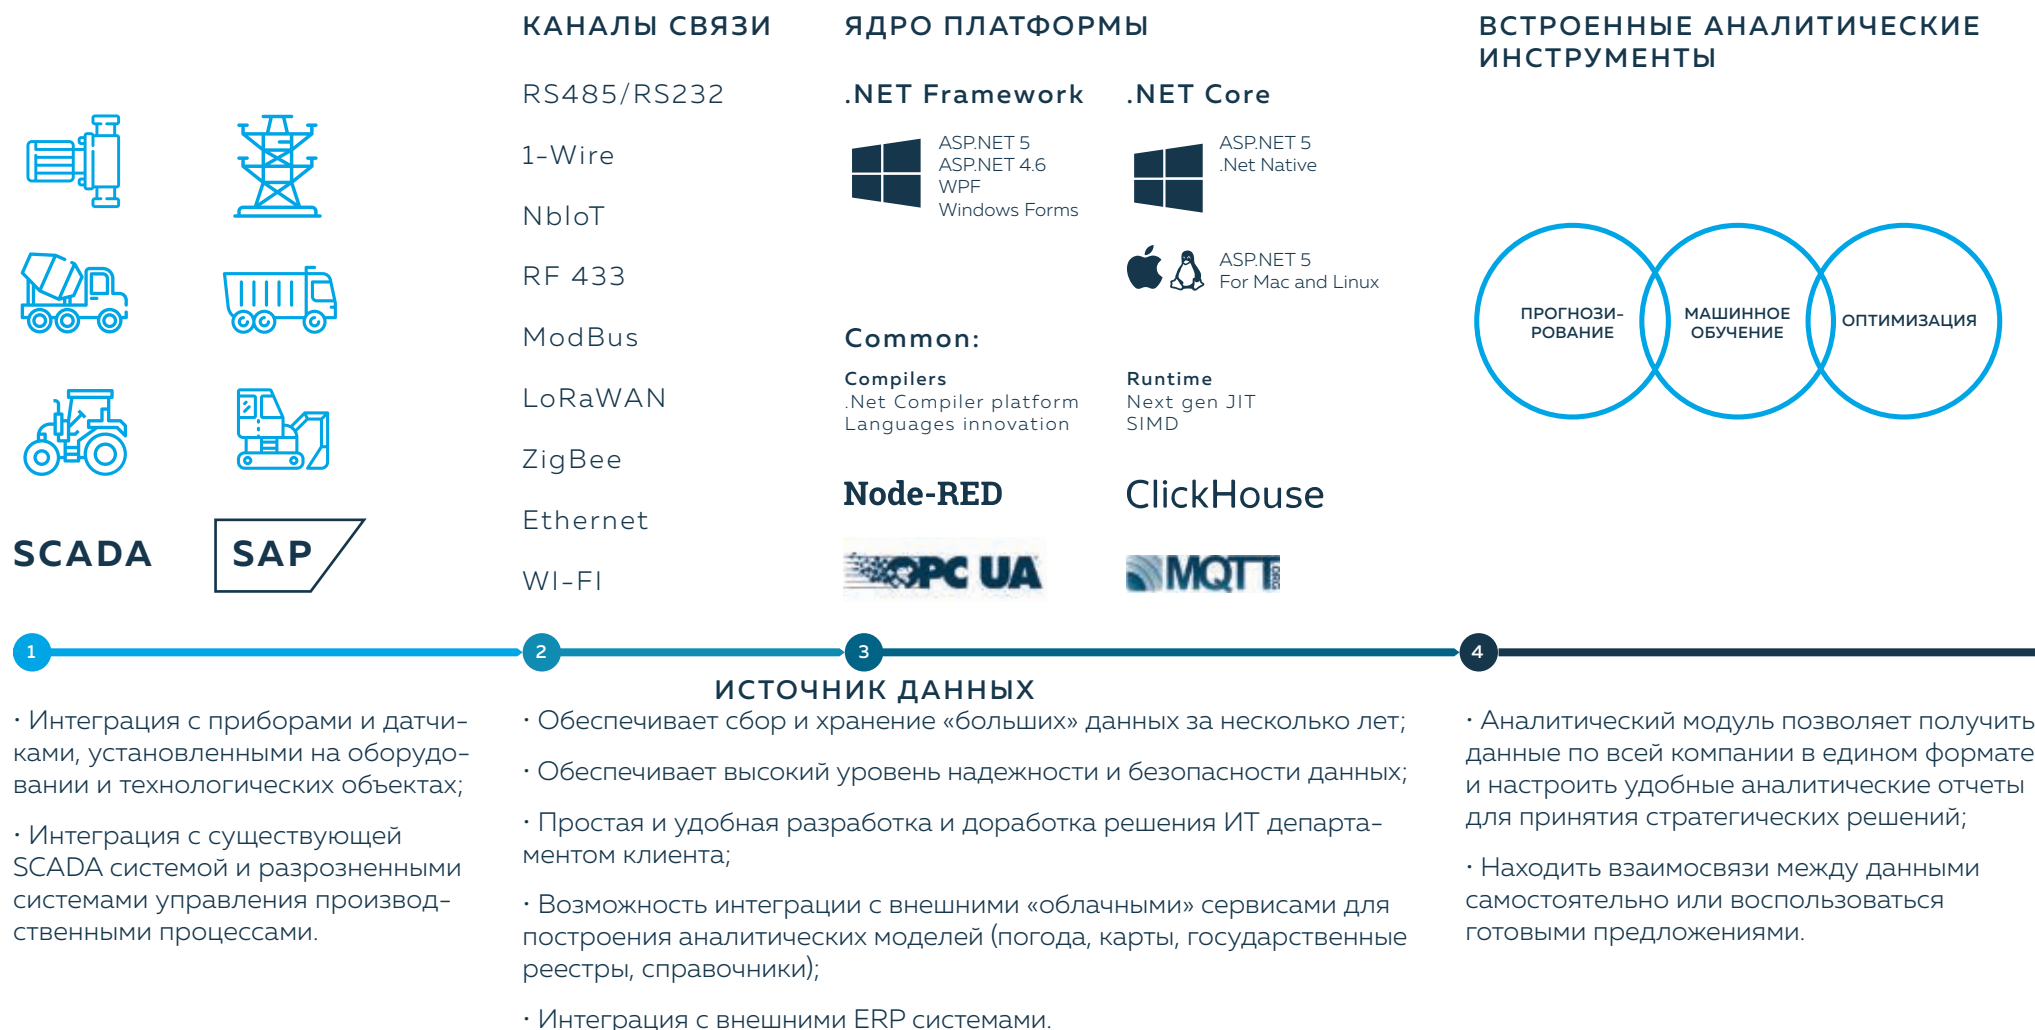 КАНАЛЫ СВЯЗИ
RS485/RS232
1-Wire
NbIoT
RF 433
ModBus
LoRaWAN
ZigBee
Ethernet
WI-FI
ЯДРО ПЛАТФОРМЫ
.NET Framework
ASP.NET 5
ASP.NET 4.6
WPF
Windows Forms
.NET Core
ASP.NET 5
.Net Native
ASP.NET 5
For Mac and Linux
Common:
Compilers
.Net Compiler platform
Languages innovation
Runtime
Next gen JIT
SIMD
Node-RED
ClickHouse
OPC UA
MQTT
ORG
ВСТРОЕННЫЕ АНАЛИТИЧЕСКИЕ
ИНСТРУМЕНТЫ
ПРОГНОЗИ-
РОВАНИЕ
МАШИННОЕ
ОБУЧЕНИЕ
ОПТИМИЗАЦИЯ
SCADA
SAP
1
2
3
4
ИСТОЧНИК ДАННЫХ
· Интеграция с приборами и датчи-
ками, установленными на оборудо-
вании и технологических объектах;
· Интеграция с существующей
SCADA системой и разрозненными
системами управления производ-
ственными процессами.
· Обеспечивает сбор и хранение «больших» данных за несколько лет;
· Обеспечивает высокий уровень надежности и безопасности данных;
· Простая и удобная разработка и доработка решения ИТ департа-
ментом клиента;
· Возможность интеграции с внешними «облачными» сервисами для
построения аналитических моделей (погода, карты, государственные
реестры, справочники);
· Интеграция с внешними ERP системами.
· Аналитический модуль позволяет получить
данные по всей компании в едином формате
и настроить удобные аналитические отчеты
для принятия стратегических решений;
· Находить взаимосвязи между данными
самостоятельно или воспользоваться
готовыми предложениями.